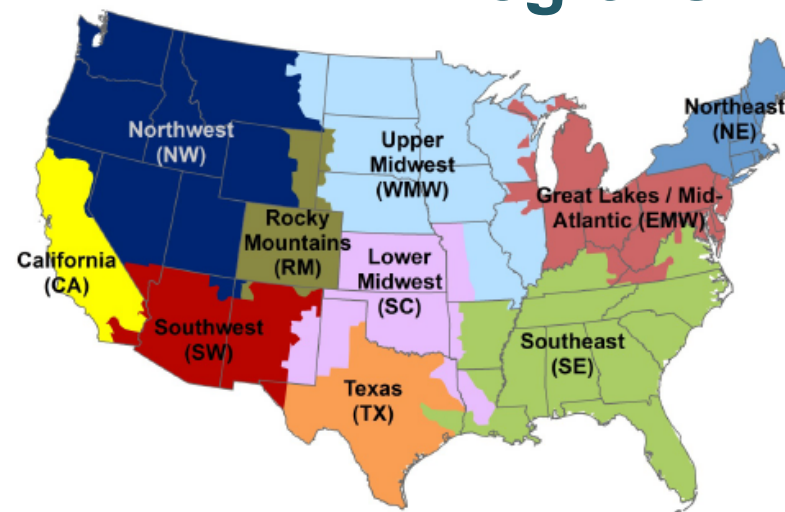 Northwest
(NW)
Upper
Midwest
(WMW)
Northeast
(NE)
Great Lakes / Mid-
Atlantic (EMW)
Rocky
Mountains
(RM)
California
(CA)
Lower
Midwest
(SC)
Southwest
(SW)
Southeast
(SE)
Texas
(TX)